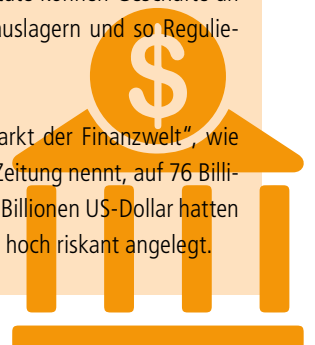 können Geschäfte an
auslagern und so Regulie-
$
arkt der Finanzwelt“, wie
Zeitung nennt, auf 76 Billi-
Billionen US-Dollar hatten
hoch riskant angelegt.